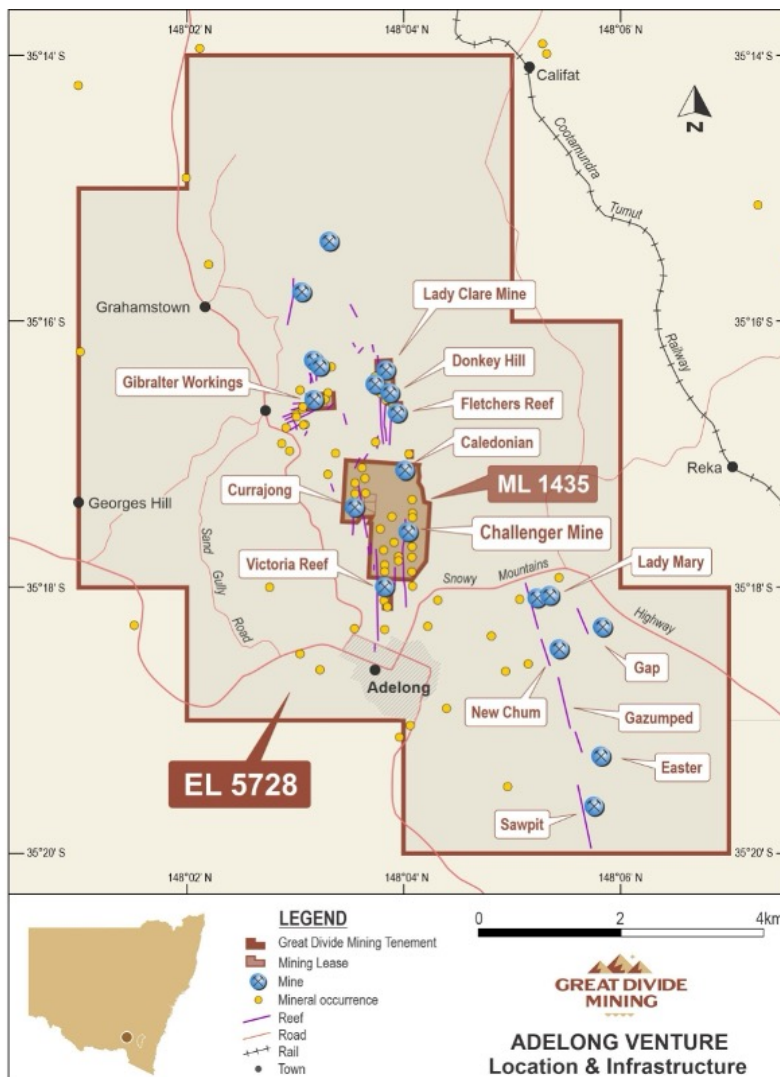 148°02' N
148°04' N
148°06' N
35°14' S
35°14' S
Califat
N
Cootamundra
Tumut
Railway
35°16' S
35°16' S
Grahamstown
Lady Clare Mine
Donkey Hill
Gibralter Workings
Fletchers Reef
Caledonian
Reka
ML 1435
Currajong
Georges Hill
Challenger Mine
Sand
Gully
Road
Victoria Reef
Snowy
Mountains
Highway
Lady Mary
35°18' S
35°18' S
Gap
Adelong
New Chum
Gazumped
EL 5728
Easter
Sawpit
35°20' S
35°20' S
148°02' N
148°04' N
148°06' N
LEGEND
Great Divide Mining Tenement
Mining Lease
Mine
Mineral occurrence
Reef
Road
Rail
Town
0 2 4km
GREAT DIVIDE
MINING
ADELONG VENTURE
Location & Infrastructure